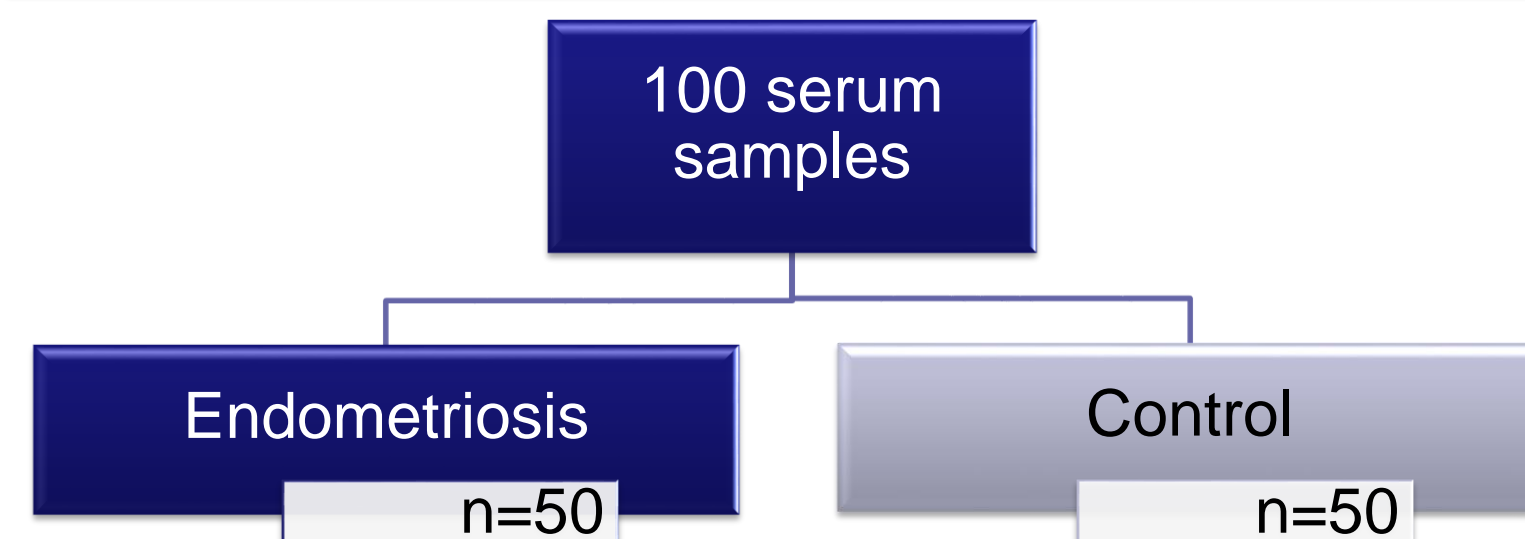 100 serum
samples
Endometriosis
Control
n=50
n=50